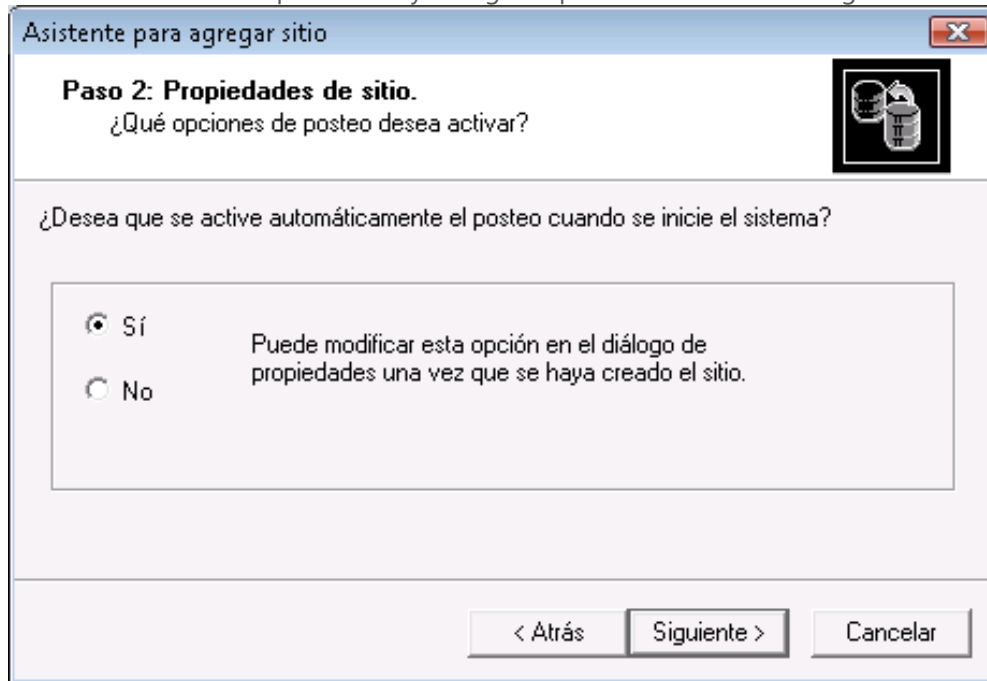 Asistente para agregar sitio
Paso 2: Propiedades de sitio.
¿Qué opciones de posteo desea activar?
¿Desea que se active automáticamente el posteo cuando se inicie el sistema?
Sí
Puede modificar esta opción en el diálogo de
propiedades una vez que se haya creado el sitio.
No
< Atrás
Siguiente >
Cancelar